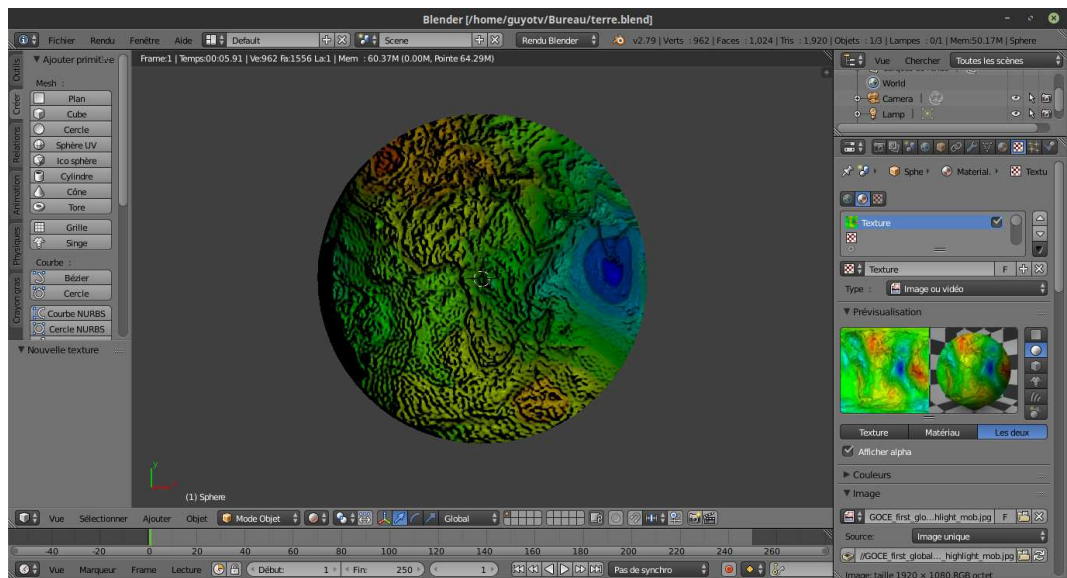 Blender [/home/guyotv/Bureau/terre.blend]
Fichier Rendu Fenêtre Aide Default Scene Rendu Blender v2.79 | Verts : 962 | Faces : 1,024 | Tris : 1,920 | Objets : 1/3 | Lampes : 0/1 | Mem:50.17M | Sphere
Outils
Créer
Relations
Animation
Physiques
Crayon gras
Ajouter primitive
Mesh :
Plan
Cube
Cercle
Sphère UV
Ico sphère
Cylindre
Cône
Tore
Grille
Singe
Courbe :
Bézier
Cercle
Courbe NURBS
Cercle NURBS
Nouvelle texture
Frame:1 | Temps:00:05.91 | Ve:962 Fa:1556 La:1 | Mem : 60.37M (0.00M, Pointe 64.29M)
y
(1) Sphere
Vue Sélectionner Ajouter Objet Mode Objet Global
-40 -20 0 20 40 60 80 100 120 140 160 180 200 220 240 260
Vue Marqueur Frame Lecture Début: 1 Fin: 250 1 Pas de synchro
Vue Chercher Toutes les scènes
World
Camera
Lamp
Sphe Material. Textu
Texture
Texture F
Type : Image ou vidéo
Prévisualisation
Texture Matériau Les deux
Afficher alpha
Couleurs
Image
GOCE_first_glo...hlight_mob.jpg F
Source: Image unique
//GOCE_first_global..._highlight_mob.jpg
Image: taille 1920 x 1080 RGB octet